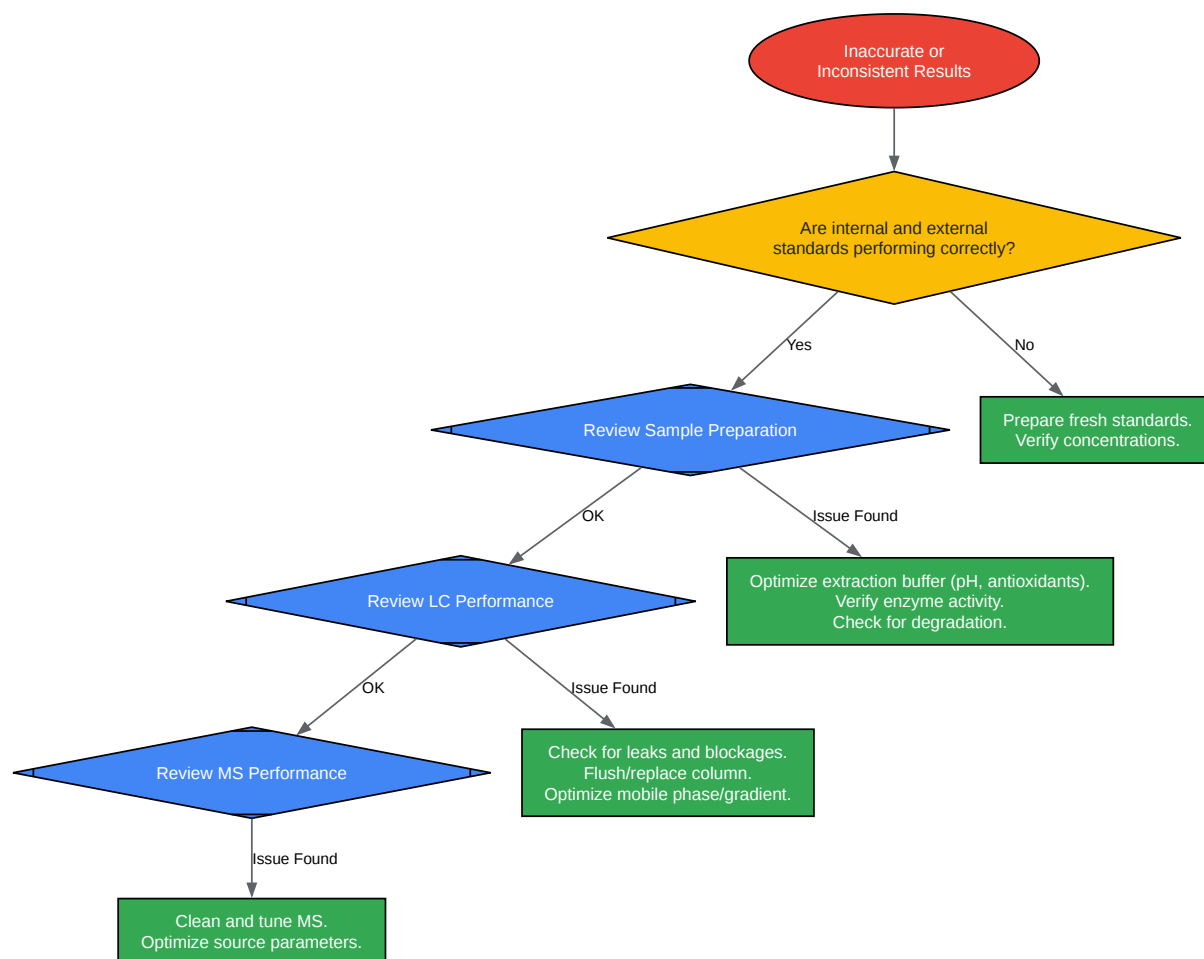 Inaccurate or
Inconsistent Results
Are internal and external
standards performing correctly?
Yes
No
Review Sample Preparation
Prepare fresh standards.
Verify concentrations.
OK
Issue Found
Review LC Performance
Optimize extraction buffer (pH, antioxidants).
Verify enzyme activity.
Check for degradation.
OK
Issue Found
Review MS Performance
Check for leaks and blockages.
Flush/replace column.
Optimize mobile phase/gradient.
Issue Found
Clean and tune MS.
Optimize source parameters.